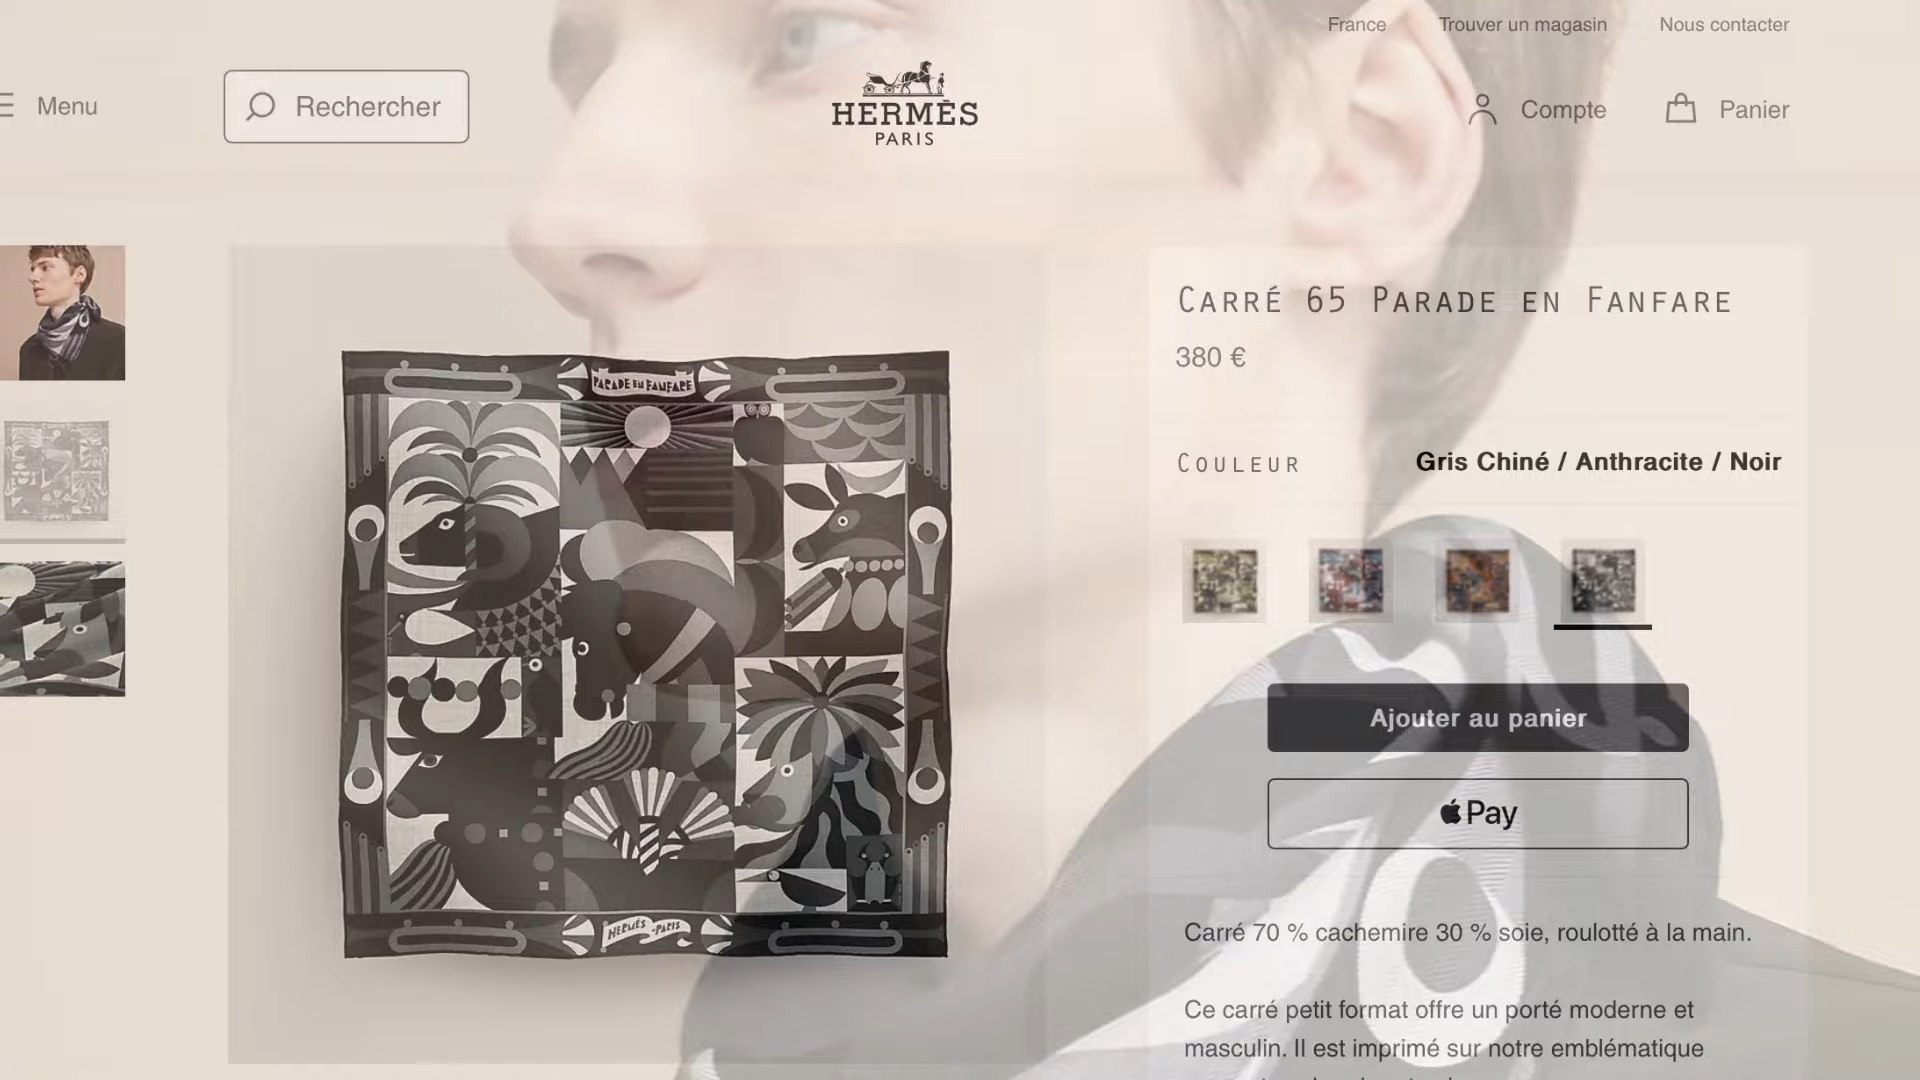 France Trouver un magasin Nous contacter
Menu Rechercher HERMÈS Compte Panier
PARIS
Carré 65 Parade en Fanfare
380 €
PARADE EN FANFARE
Couleur Gris Chiné / Anthracite / Noir
Ajouter au panier
Pay
HERMÈS-PARIS
Carré 70 % cachemire 30 % soie, roulotté à la main.
Ce carré petit format offre un porté moderne et
masculin. Il est imprimé sur notre emblématique